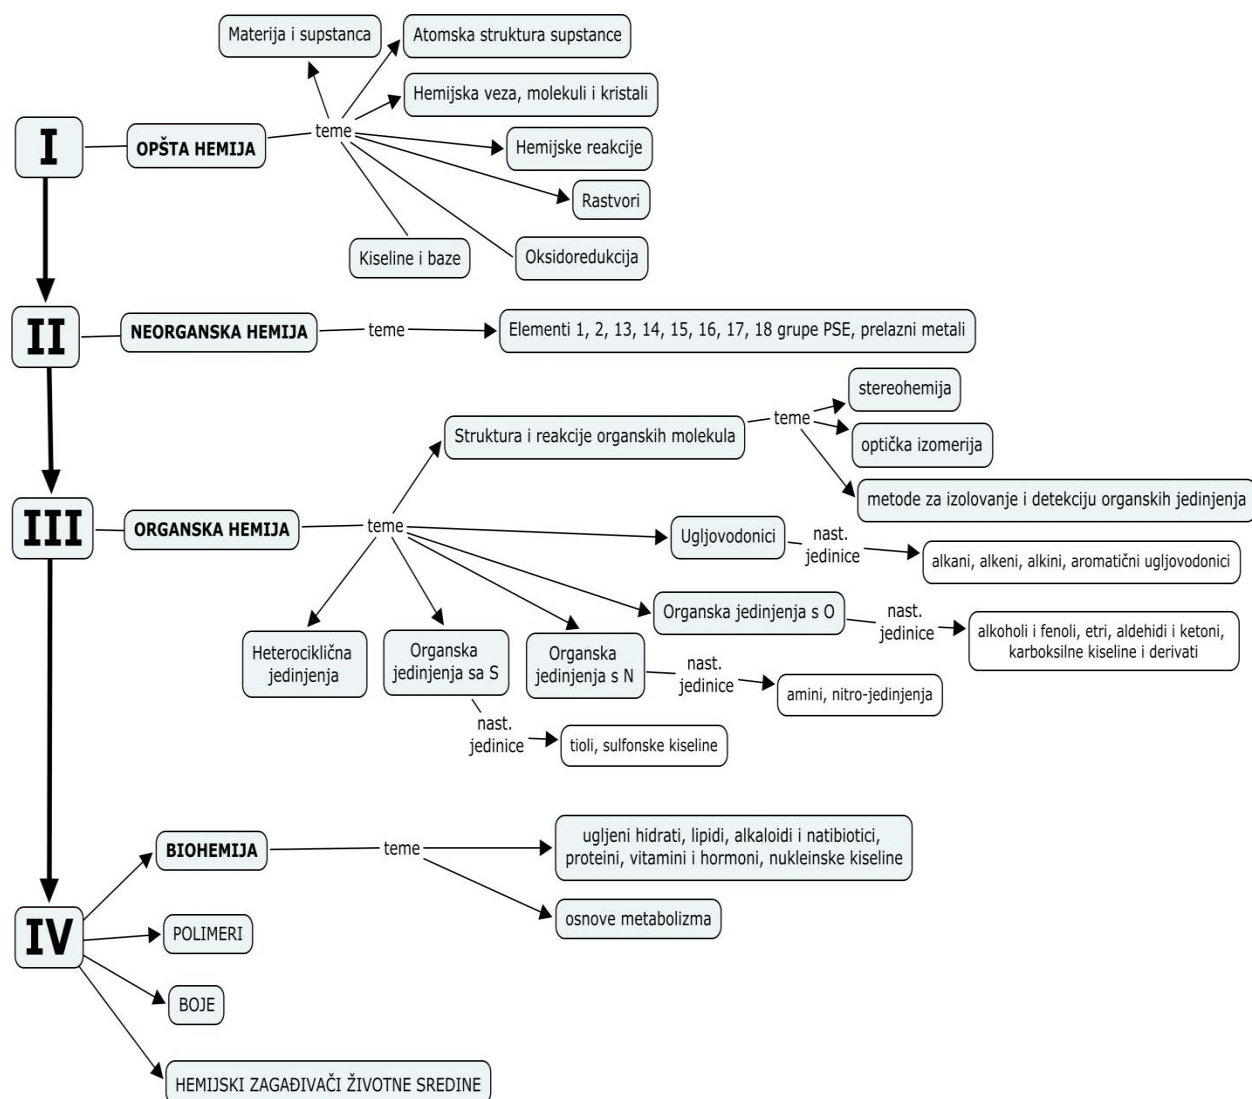 Materija i supstanca
Atomska struktura supstance
Hemijska veza, molekuli i kristali
I
OPŠTA HEMIJA
teme
Hemijske reakcije
Rastvori
Kiseline i baze
Oksidoredukcija
II
NEORGANSKA HEMIJA
teme
Elementi 1, 2, 13, 14, 15, 16, 17, 18 grupe PSE, prelazni metali
III
ORGANSKA HEMIJA
teme
Struktura i reakcije organskih molekula
teme
stereohemija
optička izomerija
metode za izolovanje i detekciju organskih jedinjenja
Ugljovodonici
nast.
jedinice
alkani, alkeni, alkini, aromatični ugljovodonici
Organska jedinjenja s O
nast.
jedinice
alkoholi i fenoli, etri, aldehidi i ketoni,
karboksilne kiseline i derivati
Heterociklična
jedinjenja
Organska
jedinjenja sa S
nast.
jedinice
tioli, sulfonske kiseline
Organska
jedinjenja s N
nast.
jedinice
amini, nitro-jedinjenja
IV
BIOHEMIJA
teme
ugljeni hidrati, lipidi, alkaloidi i natibiotici,
proteini, vitamini i hormoni, nukleinske kiseline
osnove metabolizma
POLIMERI
BOJE
HEMIJSKI ZAGAĐIVAČI ŽIVOTNE SREDINE